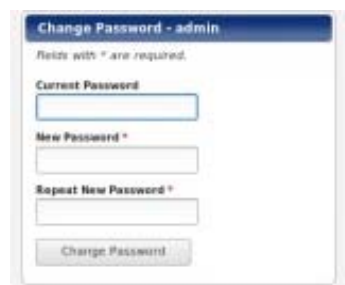 Change Password - admin
Fields with * are required.
Current Password
New Password *
Repeat New Password *
Change Password